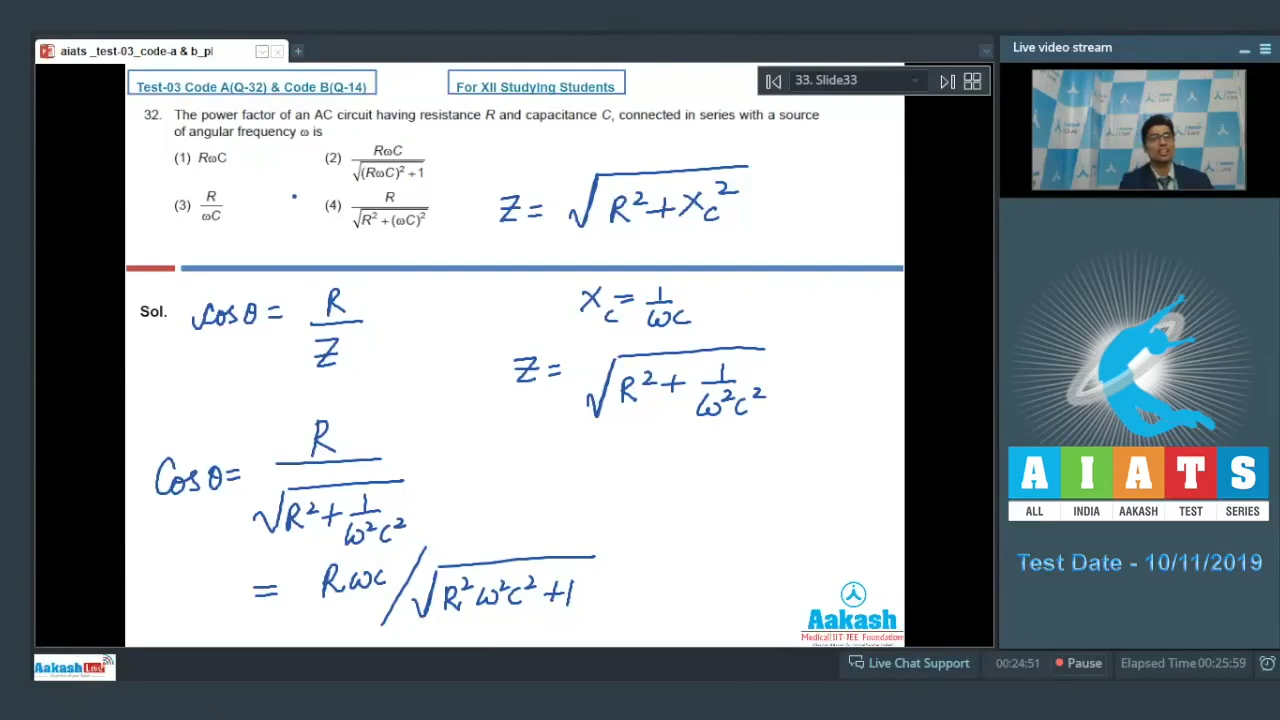 aiats _test-03_code-a & b_pl
Live video stream
Test-03 Code A(Q-32) & Code B(Q-14)
For XII Studying Students
33. Slide33
32. The power factor of an AC circuit having resistance R and capacitance C, connected in series with a source
of angular frequency ω is
(1) RωC
(2) RωC / √((RωC)² + 1)
(3) R / ωC
(4) R / √(R² + (ωC)²)
Z = √(R² + X_C²)
Sol. cosθ = R / Z
X_C = 1 / ωC
Z = √(R² + 1 / ω²C²)
Cosθ = R / √(R² + 1 / ω²C²)
= RωC / √(R²ω²C² + 1)
AIATS
ALL INDIA AAKASH TEST SERIES
Test Date - 10/11/2019
Aakash
Medical|IIT-JEE|Foundations
Aakash Live
Live Chat Support
00:24:51
Pause
Elapsed Time 00:25:59